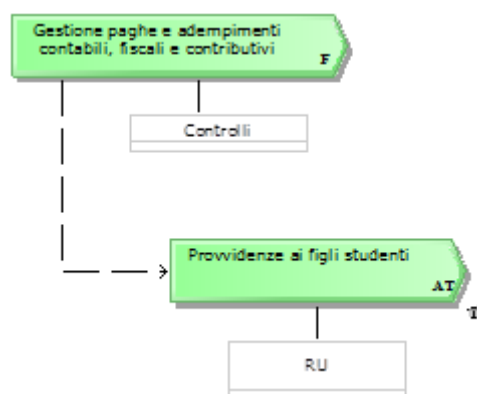 Gestione paghe e adempimenti
contabili, fiscali e contributivi
F
Controlli
Provvidenze ai figli studenti
AT
RU